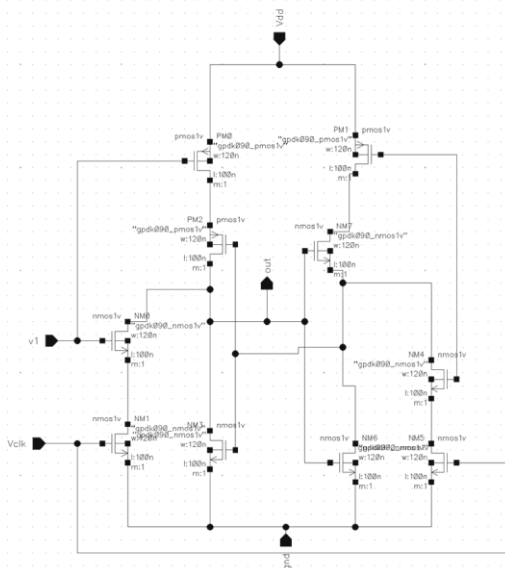 Vdd
pmos1v PM0
"gpdk090_pmos1v"
w:120n
l:100n
m:1
PM1 pmos1v
"gpdk090_pmos1v"
w:120n
l:100n
m:1
PM2 pmos1v
"gpdk090_pmos1v"
w:120n
l:100n
m:1
nmos1v NM7
"gpdk090_nmos1v"
w:120n
l:100n
m:1
out
v1
nmos1v NM0
"gpdk090_nmos1v"
w:120n
l:100n
m:1
NM4 nmos1v
"gpdk090_nmos1v"
w:120n
l:100n
m:1
Vclk
nmos1v NM1
"gpdk090_nmos1v"
w:120n
l:100n
m:1
NM3 nmos1v
w:120n
l:100n
m:1
nmos1v NM6
w:120n
l:100n
m:1
NM5 nmos1v
w:120n
l:100n
m:1
gnd